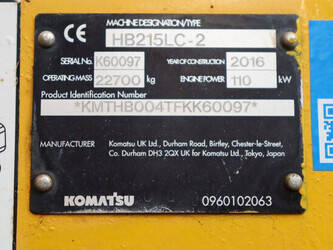 CE MACHINE DESIGNATION/TYPE
HB215LC-2
SERIAL No. K60097 YEAR OF CONSTRUCTION 2016
OPERATING MASS 22700 kg ENGINE POWER 110 kW
Product Identification Number
*KMTHB004TFKK60097*
MANUFACTURER Komatsu UK Ltd., Durham Road, Birtley, Chester-le-Street,
Co. Durham DH3 2QX UK for Komatsu Ltd., Tokyo, Japan
KOMATSU 0960102063